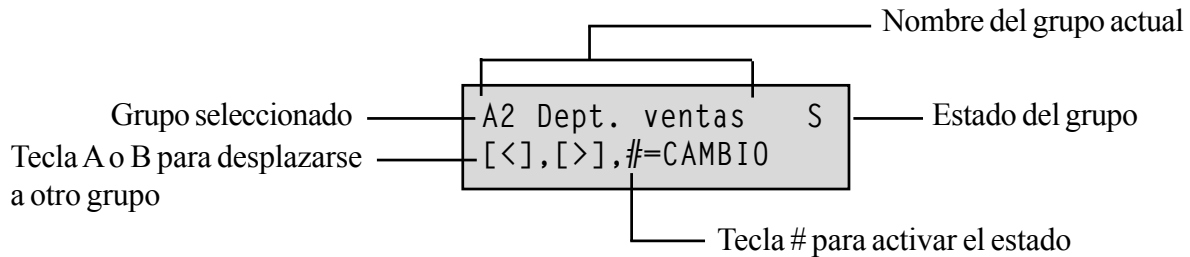 Nombre del grupo actual
Grupo seleccionado
A2 Dept. ventas S
Estado del grupo
Tecla A o B para desplazarse
a otro grupo
[<],[>],#=CAMBIO
Tecla # para activar el estado